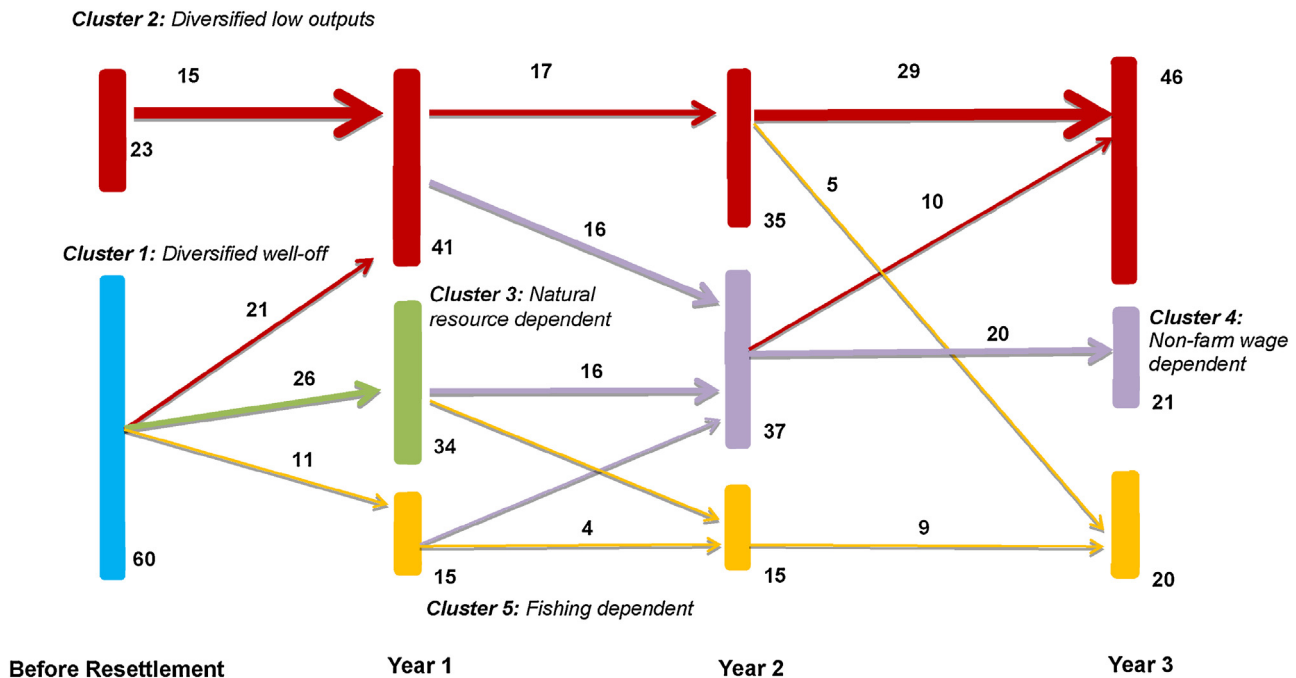 Cluster 2: Diversified low outputs
15
17
29
46
23
5
10
16
35
41
Cluster 1: Diversified well-off
21
Cluster 3: Natural
resource dependent
Cluster 4:
Non-farm wage
dependent
20
26
16
21
37
34
11
4
9
60
15
15
20
Cluster 5: Fishing dependent
Before Resettlement
Year 1
Year 2
Year 3